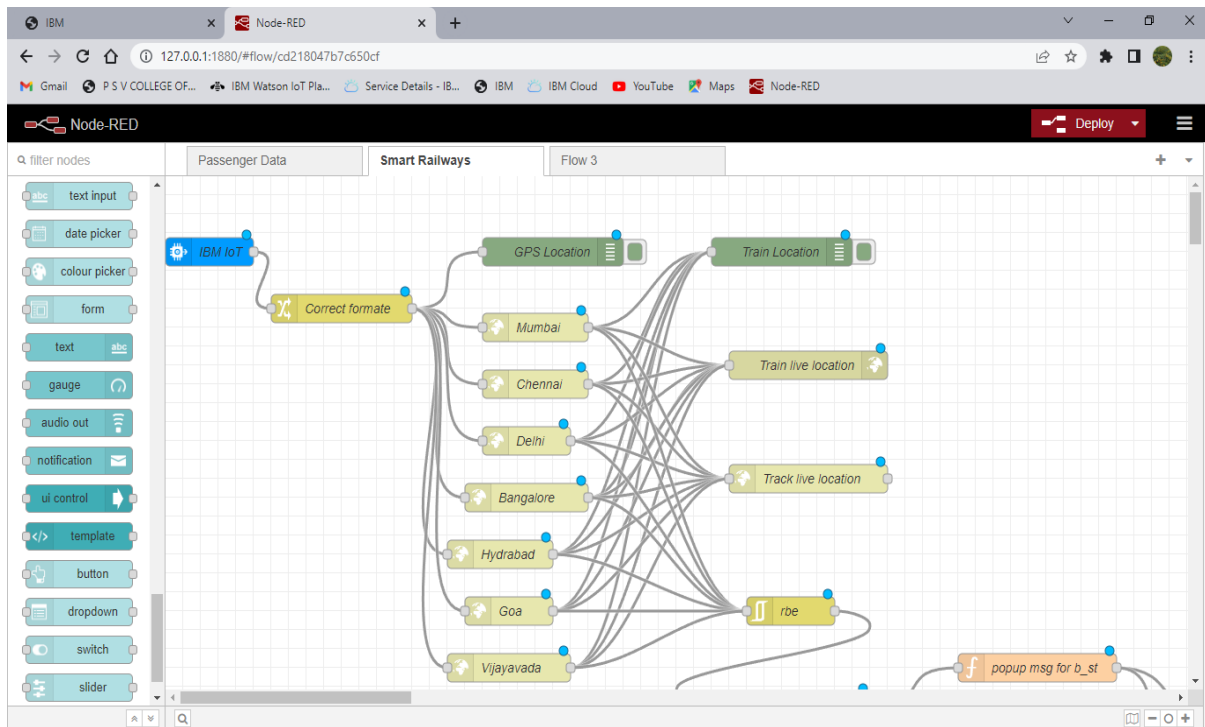 IBM
Node-RED
127.0.0.1:1880/#flow/cd218047b7c650cf
Gmail P S V COLLEGE OF... IBM Watson IoT Pla... Service Details - IB... IBM IBM Cloud YouTube Maps Node-RED
Node-RED Deploy
filter nodes Passenger Data Smart Railways Flow 3
abc text input
date picker
colour picker
form
text abc
gauge
audio out
notification
ui control
</> template
button
dropdown
switch
slider
IBM IoT
Correct formate
GPS Location
Mumbai
Chennai
Delhi
Bangalore
Hydrabad
Goa
Vijayavada
Train Location
Train live location
Track live location
rbe
f popup msg for b_st